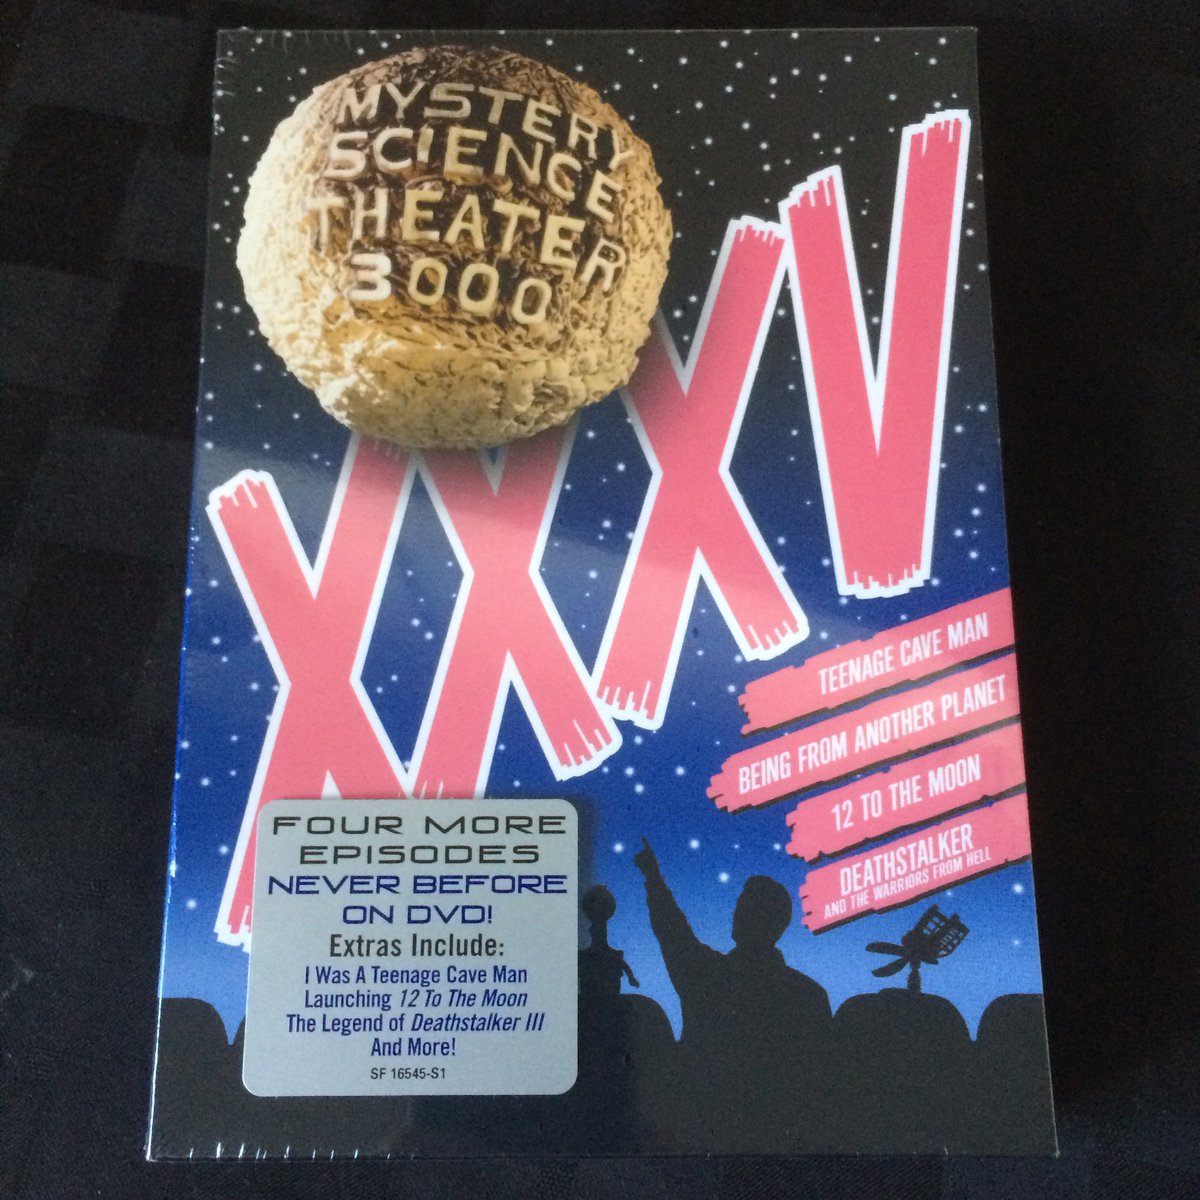 MYSTERY
SCIENCE
THEATER
3000
XXXV
TEENAGE CAVE MAN
BEING FROM ANOTHER PLANET
12 TO THE MOON
DEATHSTALKER
AND THE WARRIORS FROM HELL
FOUR MORE
EPISODES
NEVER BEFORE
ON DVD!
Extras Include:
I Was A Teenage Cave Man
Launching 12 To The Moon
The Legend of Deathstalker III
And More!
SF 16545-S1